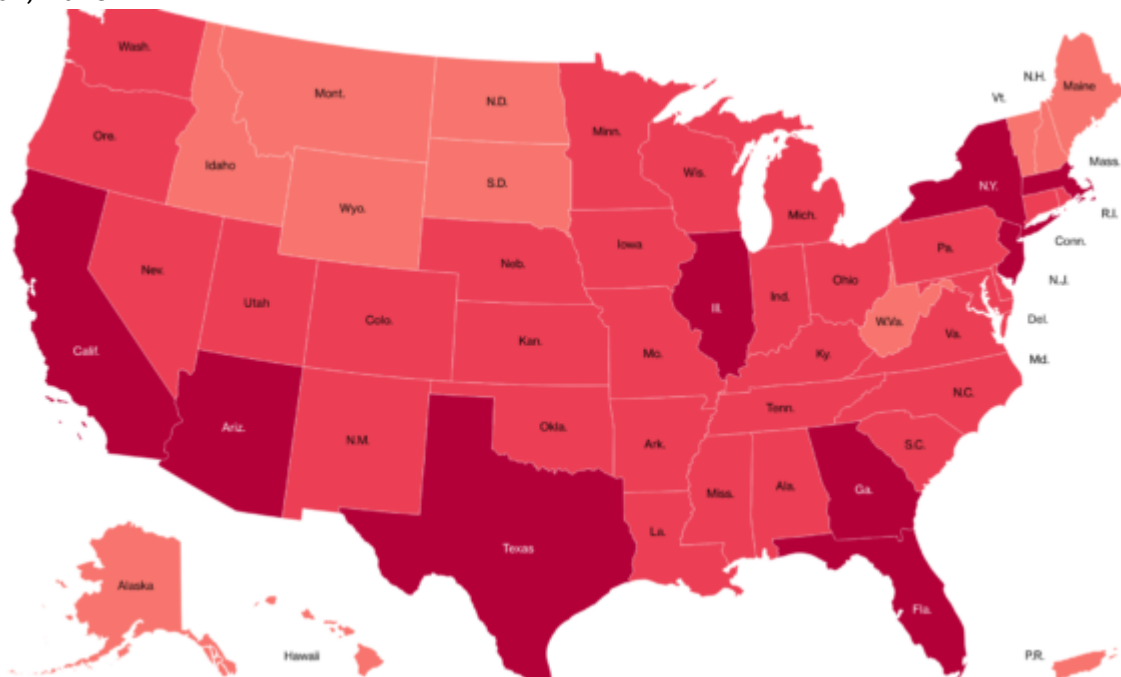 Wash.
Mont.
N.D.
Minn.
Vt.
N.H.
Maine
Ore.
Idaho
S.D.
Wis.
Mich.
N.Y.
Mass.
Wyo.
R.I.
Nev.
Utah
Colo.
Neb.
Iowa
Ill.
Ind.
Ohio
Pa.
Conn.
N.J.
Calif.
Kan.
Mo.
Ky.
W.Va.
Va.
Del.
Md.
Ariz.
N.M.
Okla.
Ark.
Tenn.
N.C.
S.C.
Texas
La.
Miss.
Ala.
Ga.
Fla.
Alaska
Hawaii
P.R.